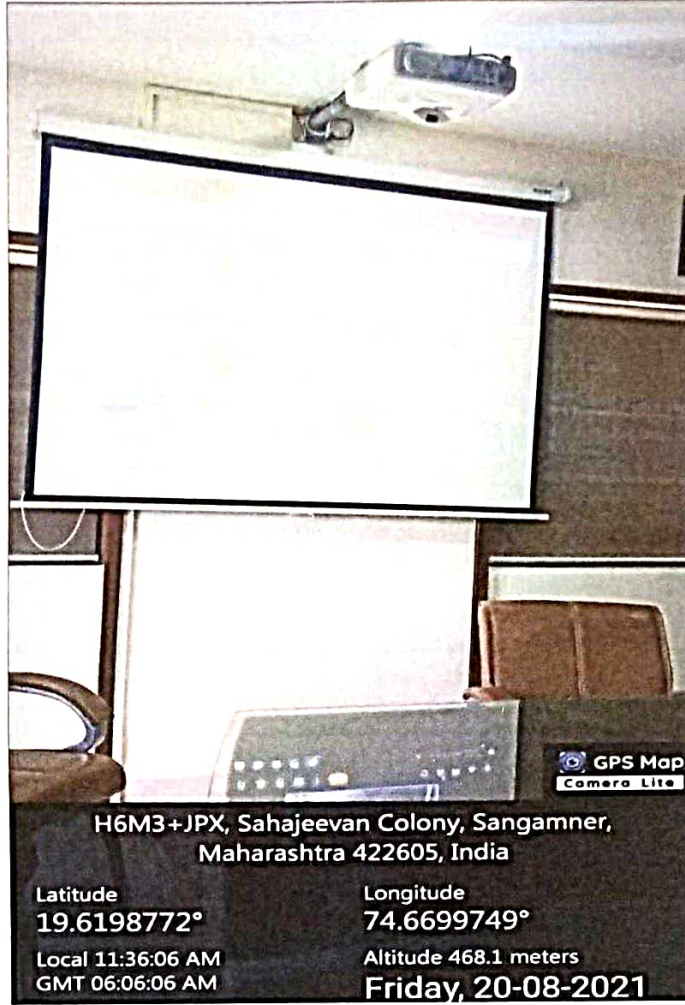 GPS Map
Camera Lite
H6M3+JPX, Sahajeevan Colony, Sangamner,
Maharashtra 422605, India
Latitude
19.6198772°
Longitude
74.6699749°
Local 11:36:06 AM
GMT 06:06:06 AM
Altitude 468.1 meters
Friday, 20-08-2021